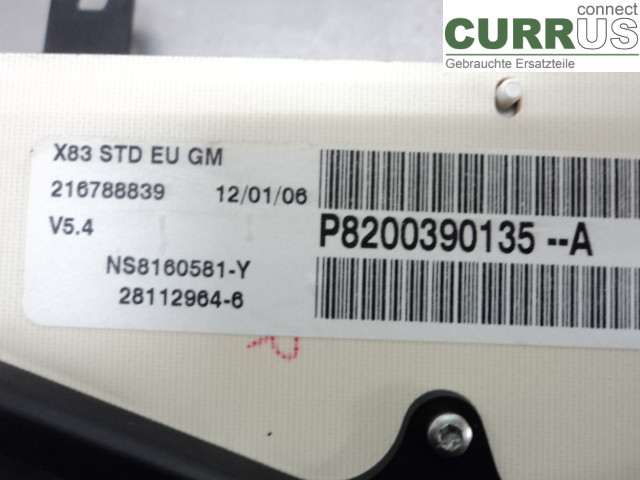 connect
CURRUS
Gebrauchte Ersatzteile
X83 STD EU GM
216788839 12/01/06
V5.4
P8200390135 --A
NS8160581-Y
28112964-6